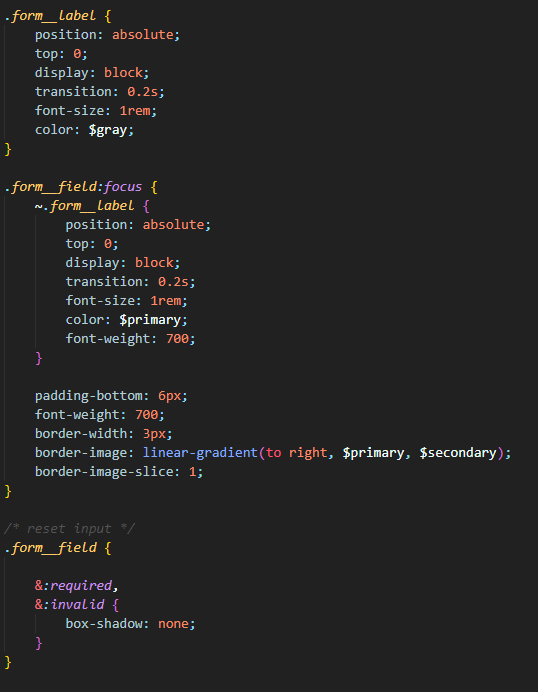 .form__label {
    position: absolute;
    top: 0;
    display: block;
    transition: 0.2s;
    font-size: 1rem;
    color: $gray;
}

.form__field:focus {
    ~.form__label {
        position: absolute;
        top: 0;
        display: block;
        transition: 0.2s;
        font-size: 1rem;
        color: $primary;
        font-weight: 700;
    }

    padding-bottom: 6px;
    font-weight: 700;
    border-width: 3px;
    border-image: linear-gradient(to right, $primary, $secondary);
    border-image-slice: 1;
}

/* reset input */
.form__field {

    &:required,
    &:invalid {
        box-shadow: none;
    }
}